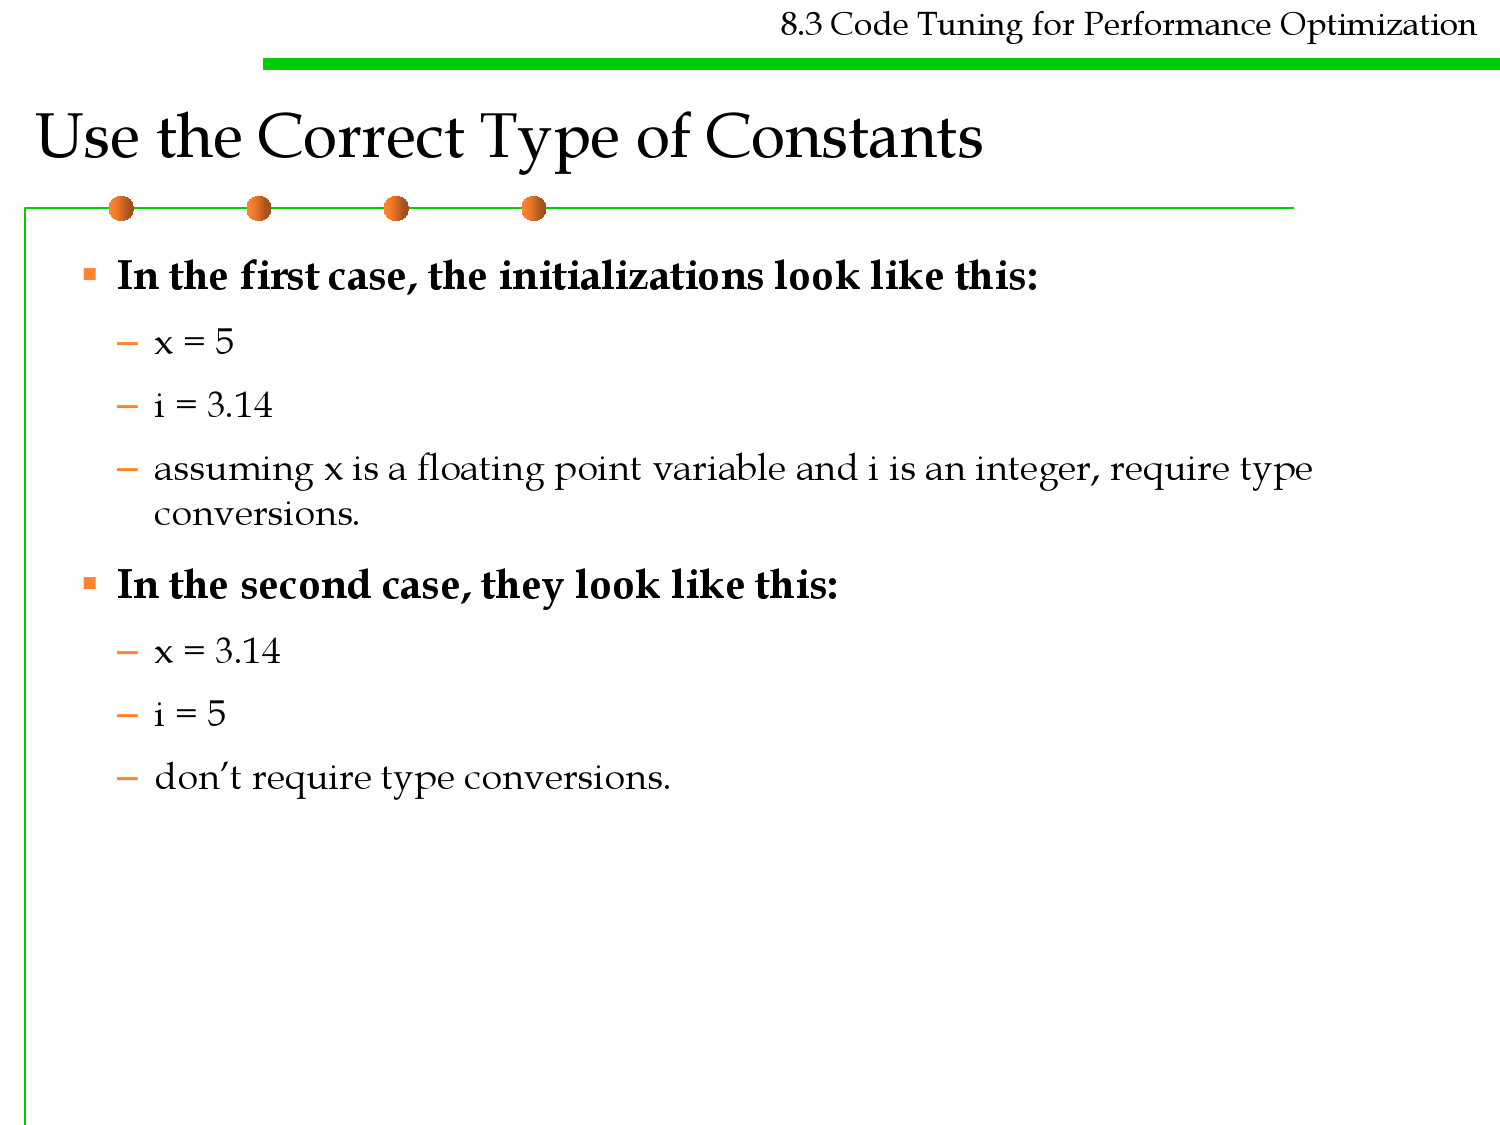 8.3 Code Tuning for Performance Optimization
Use the Correct Type of Constants
▪ In the first case, the initializations look like this:
– x = 5
– i = 3.14
– assuming x is a floating point variable and i is an integer, require type
conversions.
▪ In the second case, they look like this:
– x = 3.14
– i = 5
– don’t require type conversions.